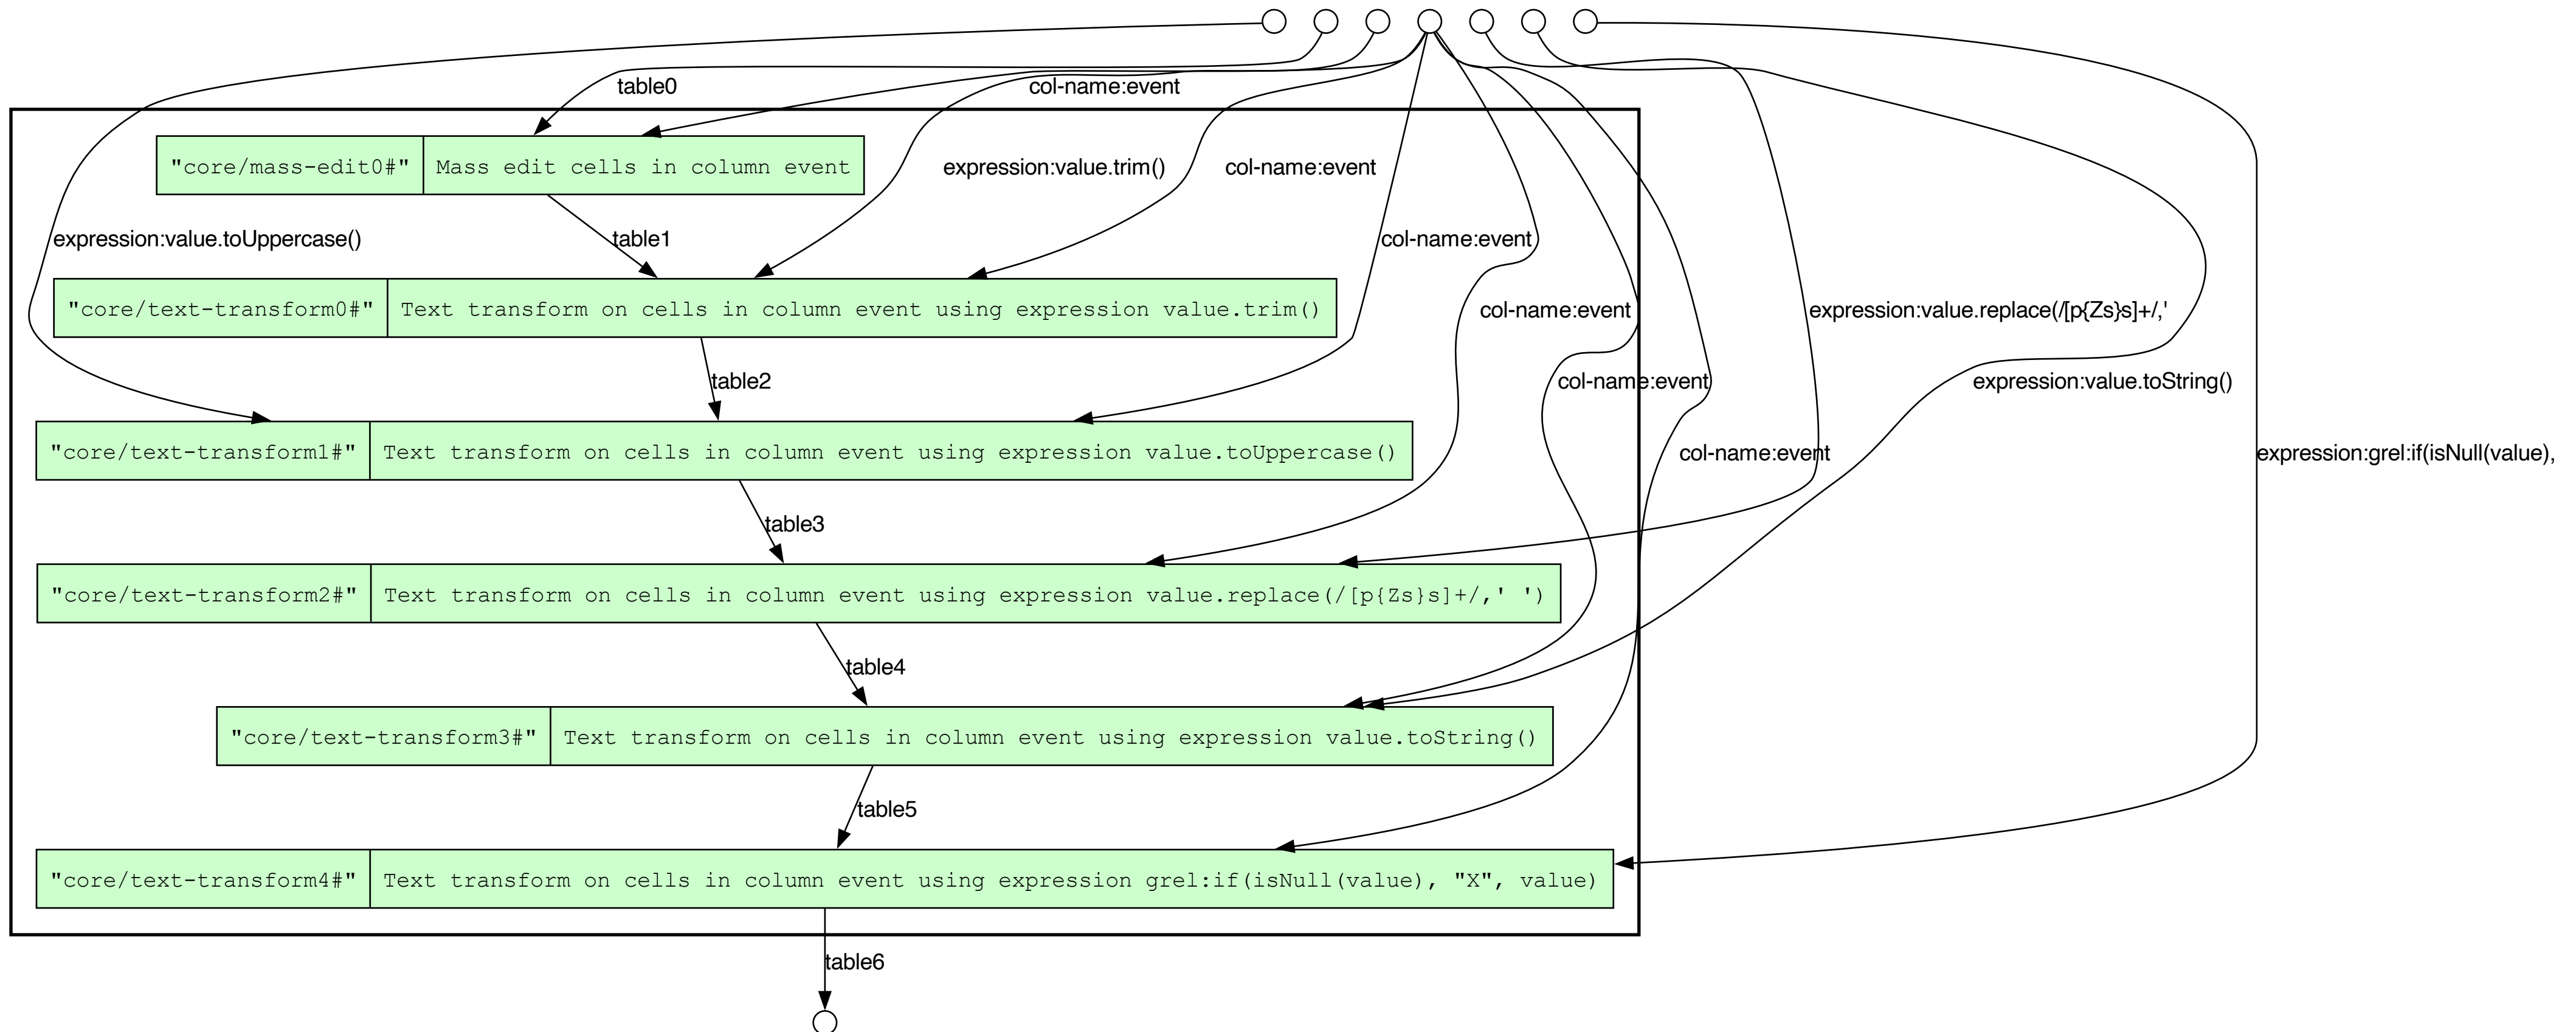 table0
col-name:event
"core/mass-edit0#" Mass edit cells in column event
expression:value.trim()
col-name:event
expression:value.toUppercase()
table1
col-name:event
"core/text-transform0#" Text transform on cells in column event using expression value.trim()
col-name:event
expression:value.replace(/[p{Zs}s]+/,'
table2
col-name:event
expression:value.toString()
"core/text-transform1#" Text transform on cells in column event using expression value.toUppercase()
col-name:event
expression:grel:if(isNull(value),
table3
"core/text-transform2#" Text transform on cells in column event using expression value.replace(/[p{Zs}s]+/,' ')
table4
"core/text-transform3#" Text transform on cells in column event using expression value.toString()
table5
"core/text-transform4#" Text transform on cells in column event using expression grel:if(isNull(value), "X", value)
table6